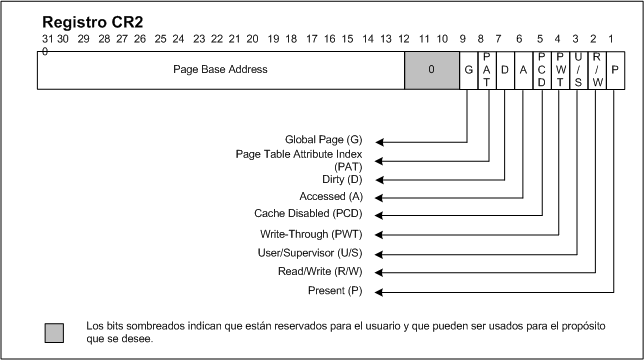 Registro CR2
31 30 29 28 27 26 25 24 23 22 21 20 19 18 17 16 15 14 13 12 11 10 9 8 7 6 5 4 3 2 1
0
Page Base Address 0 G PAT D A PCD PWT U/S R/W P
Global Page (G)
Page Table Attribute Index
(PAT)
Dirty (D)
Accessed (A)
Cache Disabled (PCD)
Write-Through (PWT)
User/Supervisor (U/S)
Read/Write (R/W)
Present (P)
Los bits sombreados indican que están reservados para el usuario y que pueden ser usados para el propósito
que se desee.